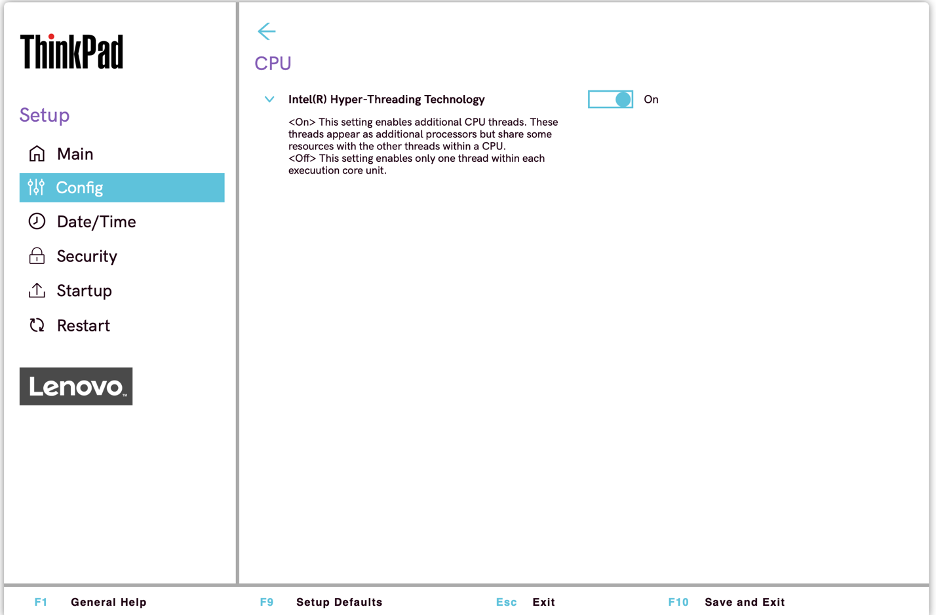 ThinkPad
Setup
Main
Config
Date/Time
Security
Startup
Restart
Lenovo™
CPU
Intel(R) Hyper-Threading Technology
On
<On> This setting enables additional CPU threads. These
threads appear as additional processors but share some
resources with the other threads within a CPU.
<Off> This setting enables only one thread within each
execuution core unit.
F1 General Help
F9 Setup Defaults
Esc Exit
F10 Save and Exit